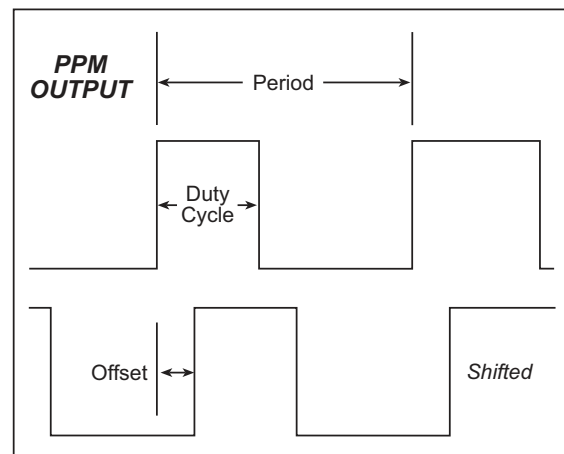 PPM
OUTPUT
Period
Duty
Cycle
Offset
Shifted